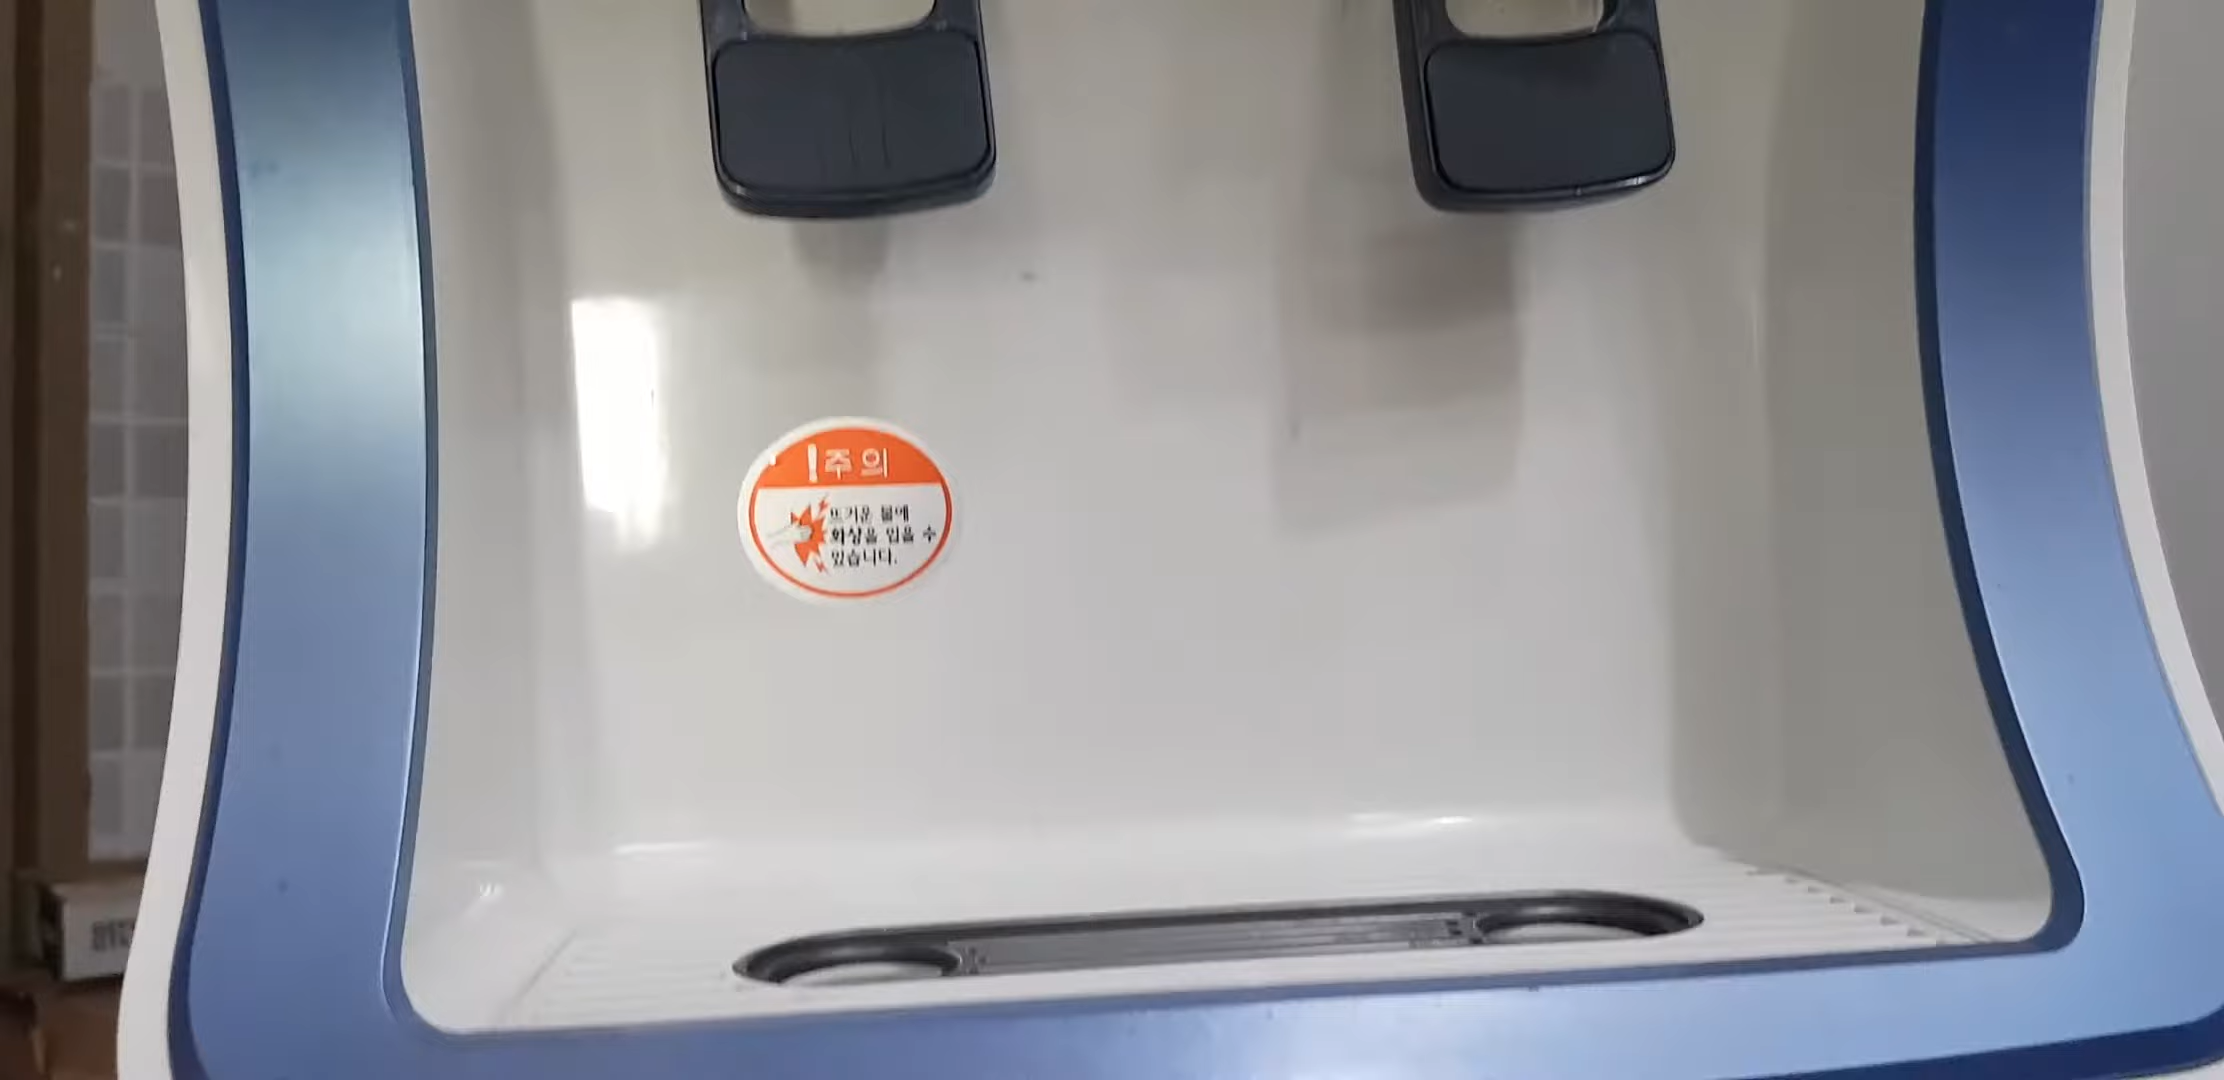 !주의
뜨거운 물에
화상을 입을 수
있습니다.